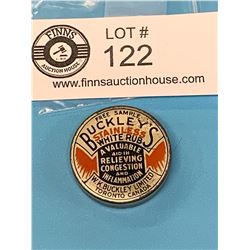 FINNS
AUCTION HOUSE
LOT #
122
www.finnsauctionhouse.com
FREE SAMPLE
BUCKLEY'S
STAINLESS
WHITE RUB
A VALUABLE
AID IN
RELIEVING
CONGESTION
AND
INFLAMMATION
W.K. BUCKLEY LIMITED
TORONTO CANADA